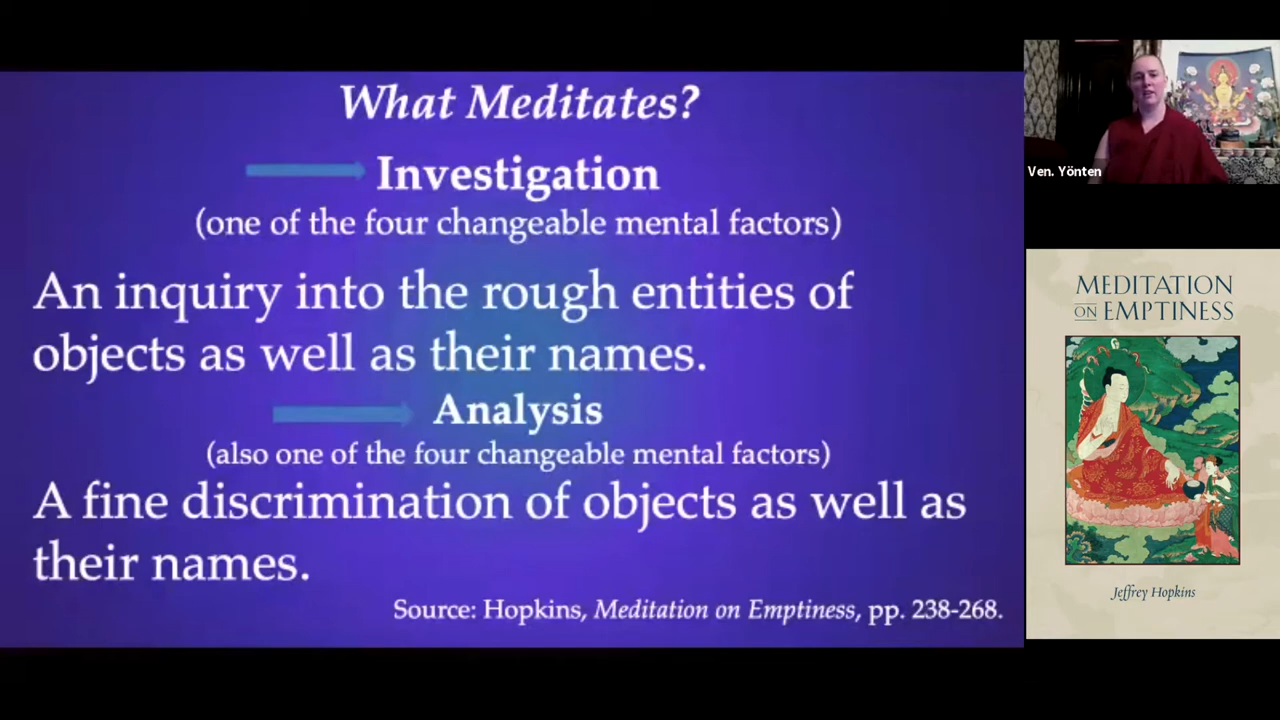 What Meditates?
Investigation
(one of the four changeable mental factors)
An inquiry into the rough entities of
objects as well as their names.
Analysis
(also one of the four changeable mental factors)
A fine discrimination of objects as well as
their names.
Source: Hopkins, Meditation on Emptiness, pp. 238-268.
Ven. Yönten
MEDITATION
ON EMPTINESS
Jeffrey Hopkins